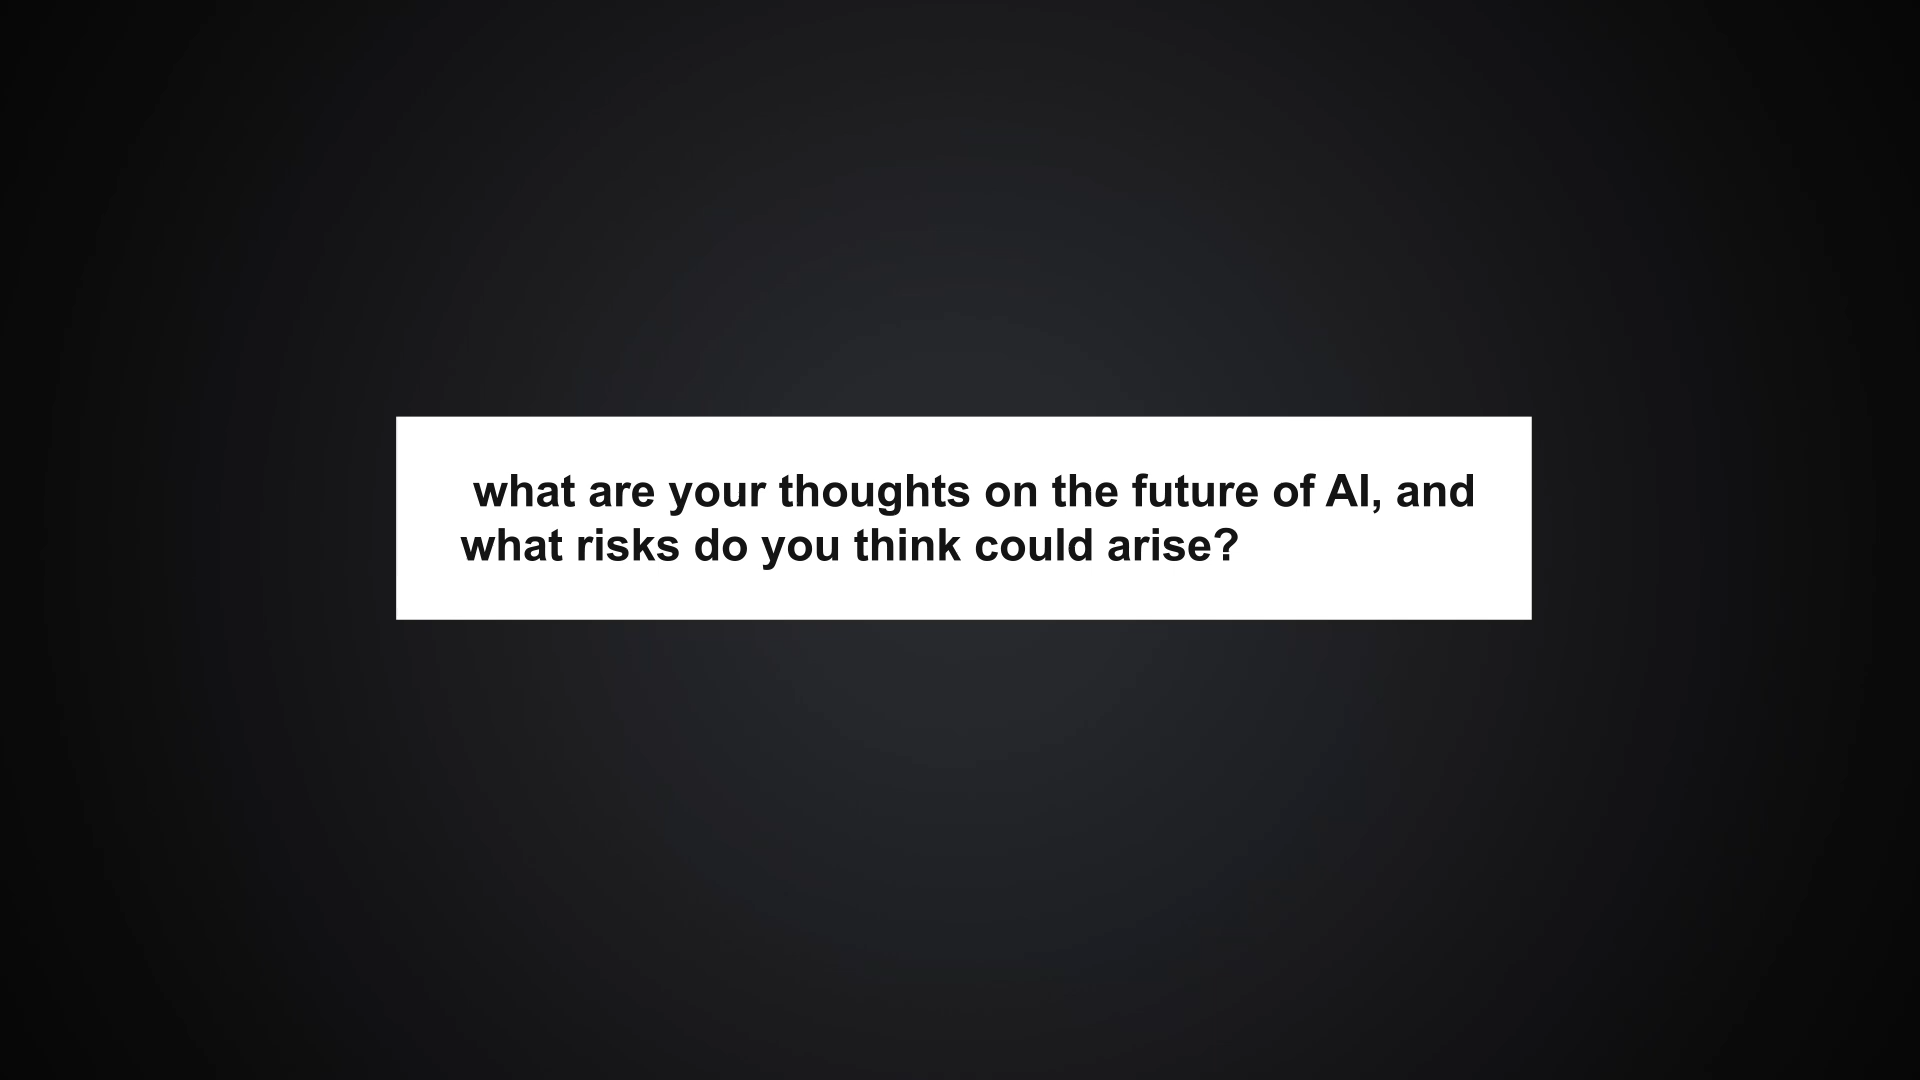 what are your thoughts on the future of AI, and
what risks do you think could arise?